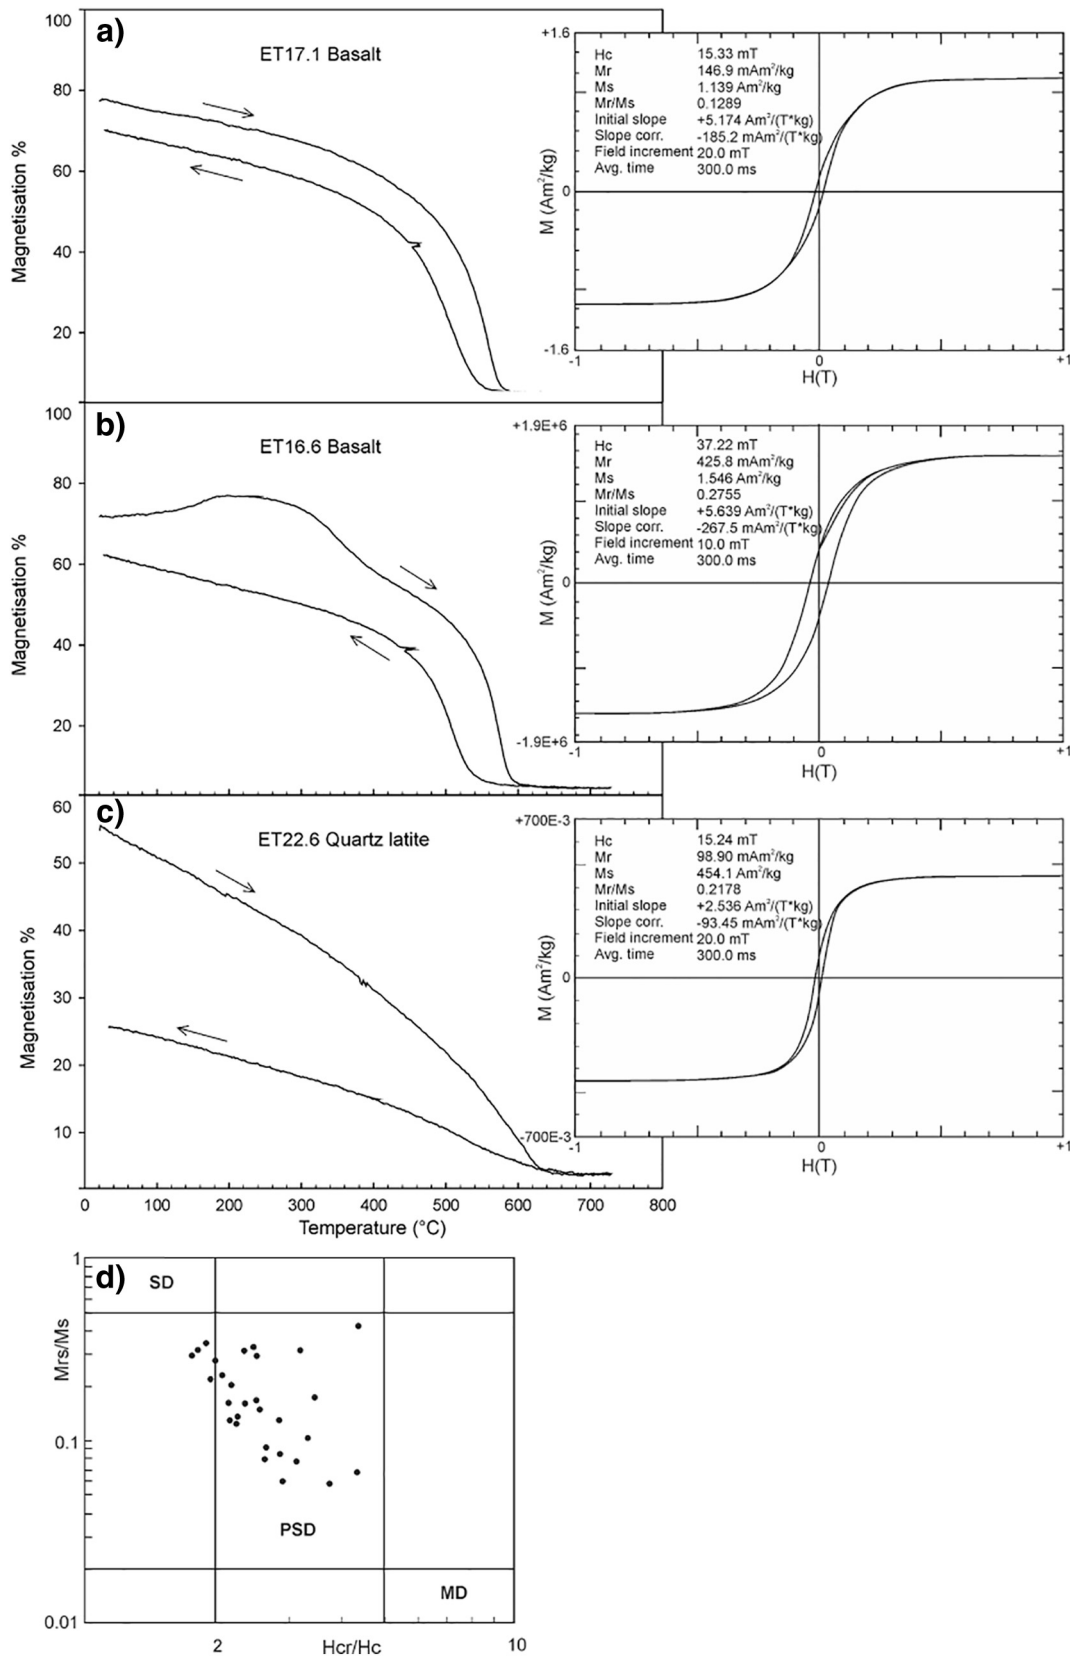 a)
ET17.1 Basalt
Magnetisation %
100
80
60
40
20
+1.6
Hc 15.33 mT
Mr 146.9 mAm²/kg
Ms 1.139 Am²/kg
Mr/Ms 0.1289
Initial slope +5.174 Am²/(T*kg)
Slope corr. -185.2 mAm²/(T*kg)
Field increment 20.0 mT
Avg. time 300.0 ms
M (Am²/kg)
0
-1.6
-1 0 +1
H(T)
b)
ET16.6 Basalt
Magnetisation %
100
80
60
40
20
+1.9E+6
Hc 37.22 mT
Mr 425.8 mAm²/kg
Ms 1.546 Am²/kg
Mr/Ms 0.2755
Initial slope +5.639 Am²/(T*kg)
Slope corr. -267.5 mAm²/(T*kg)
Field increment 10.0 mT
Avg. time 300.0 ms
M (Am²/kg)
0
-1.9E+6
-1 0 +1
H(T)
c)
ET22.6 Quartz latite
Magnetisation %
60
50
40
30
20
10
+700E-3
Hc 15.24 mT
Mr 98.90 mAm²/kg
Ms 454.1 Am²/kg
Mr/Ms 0.2178
Initial slope +2.536 Am²/(T*kg)
Slope corr. -93.45 mAm²/(T*kg)
Field increment 20.0 mT
Avg. time 300.0 ms
M (Am²/kg)
0
-700E-3
-1 0 +1
H(T)
0 100 200 300 400 500 600 700 800
Temperature (°C)
d)
SD
PSD
MD
Mrs/Ms
1
0.1
0.01
2 10
Hcr/Hc